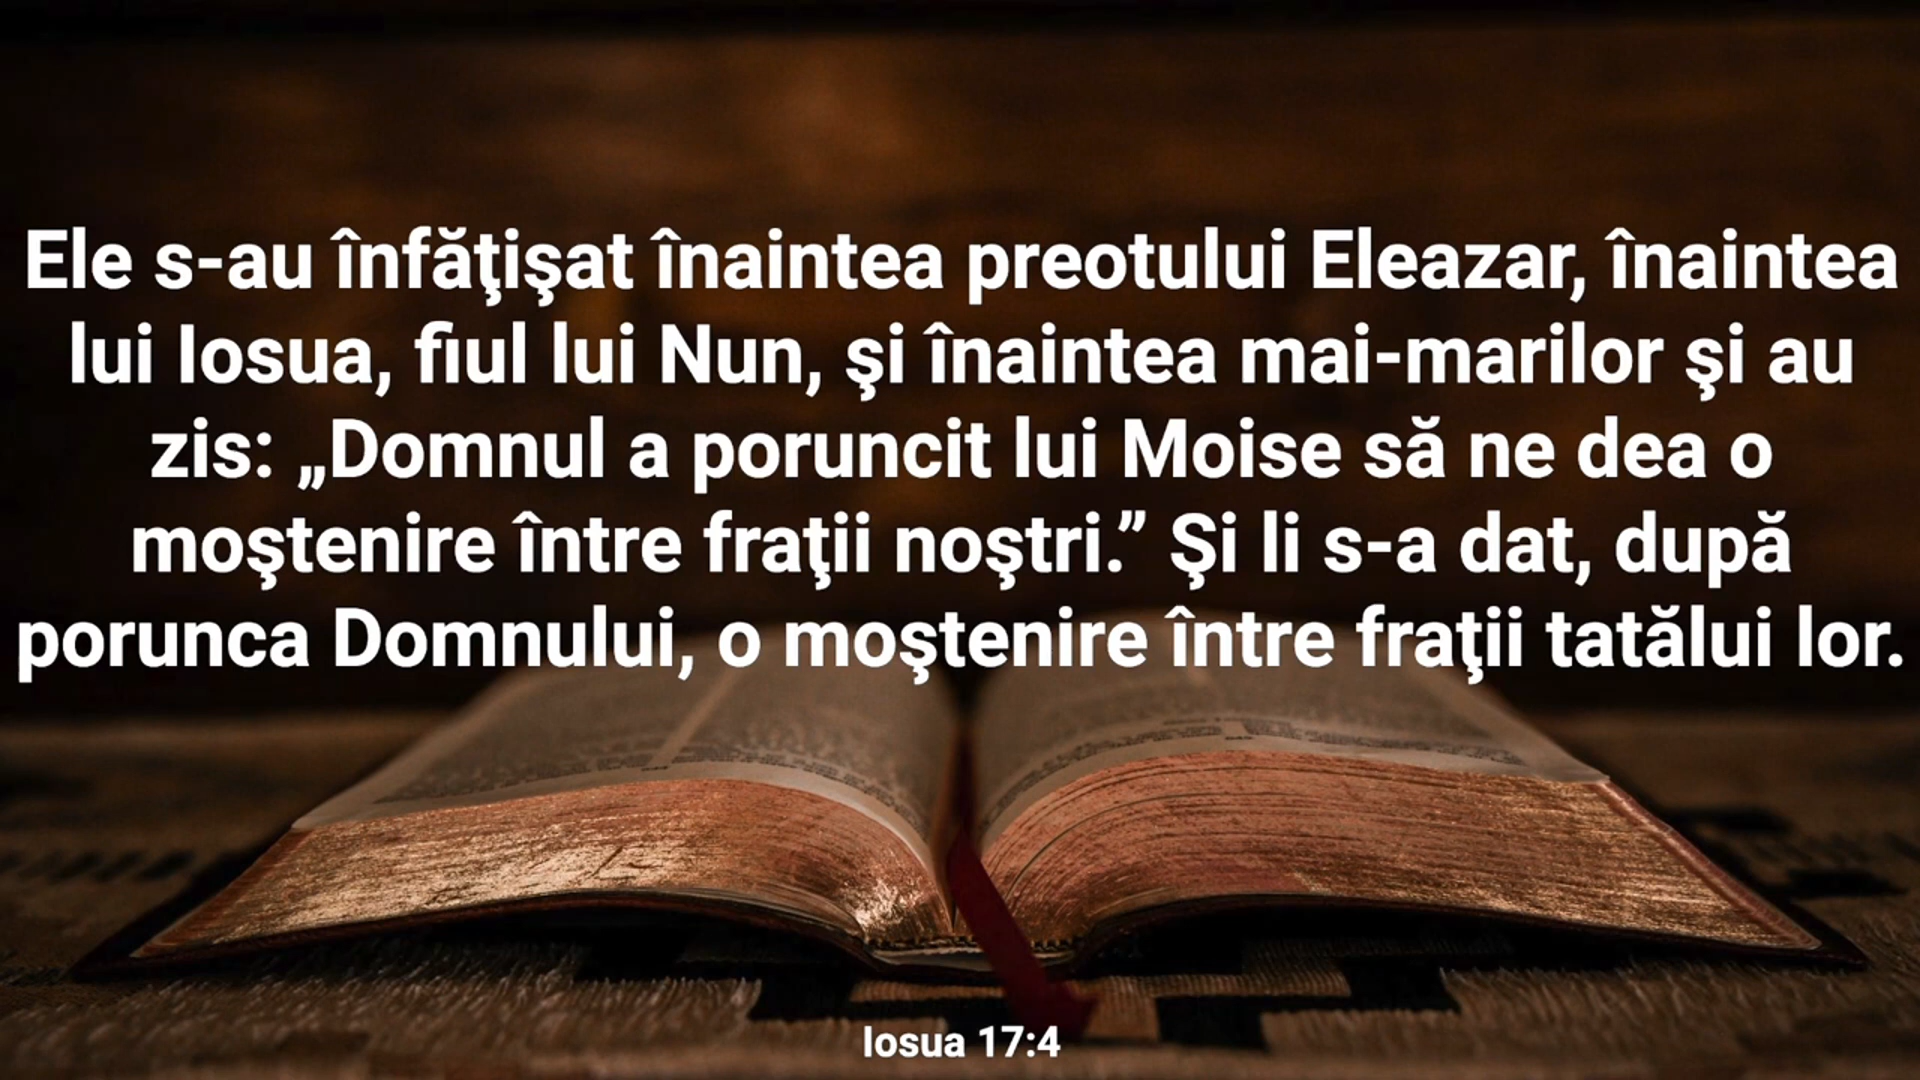 Ele s-au înfăţişat înaintea preotului Eleazar, înaintea
lui Iosua, fiul lui Nun, şi înaintea mai-marilor şi au
zis: „Domnul a poruncit lui Moise să ne dea o
moştenire între fraţii noştri.” Şi li s-a dat, după
porunca Domnului, o moştenire între fraţii tatălui lor.
Iosua 17:4